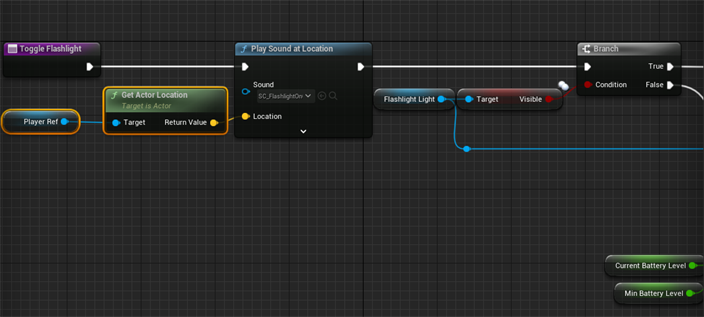 Toggle Flashlight
Play Sound at Location
Branch
True
Get Actor Location
Target is Actor
Sound
SC_FlashlightOn
Condition
False
Flashlight Light
Target
Visible
Player Ref
Target
Return Value
Location
Current Battery Level
Min Battery Level